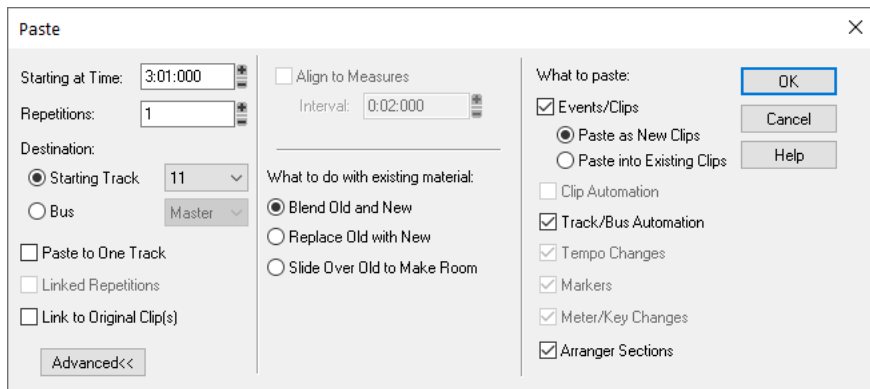 Paste
Starting at Time: 3:01:000
Repetitions: 1
Destination:
Starting Track 11
Bus Master
Paste to One Track
Linked Repetitions
Link to Original Clip(s)
Advanced<<
Align to Measures
Interval: 0:02:000
What to do with existing material:
Blend Old and New
Replace Old with New
Slide Over Old to Make Room
What to paste:
Events/Clips
Paste as New Clips
Paste into Existing Clips
Clip Automation
Track/Bus Automation
Tempo Changes
Markers
Meter/Key Changes
Arranger Sections
OK
Cancel
Help